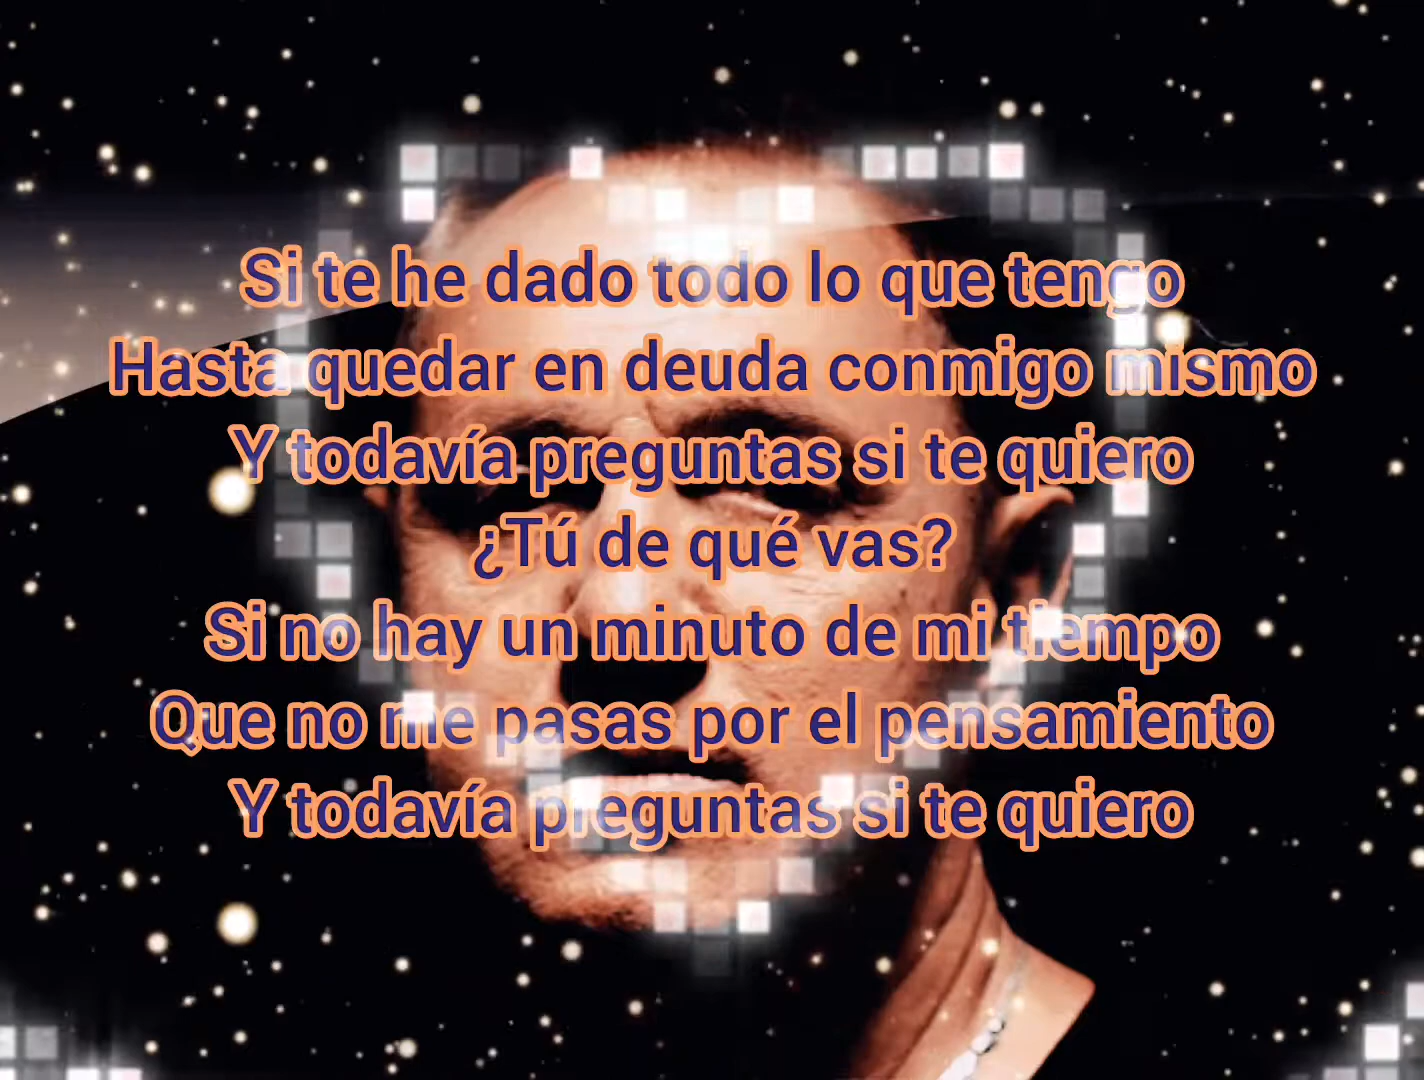 Si te he dado todo lo que tengo
Hasta quedar en deuda conmigo mismo
Y todavía preguntas si te quiero
¿Tú de qué vas?
Si no hay un minuto de mi tiempo
Que no me pasas por el pensamiento
Y todavía preguntas si te quiero